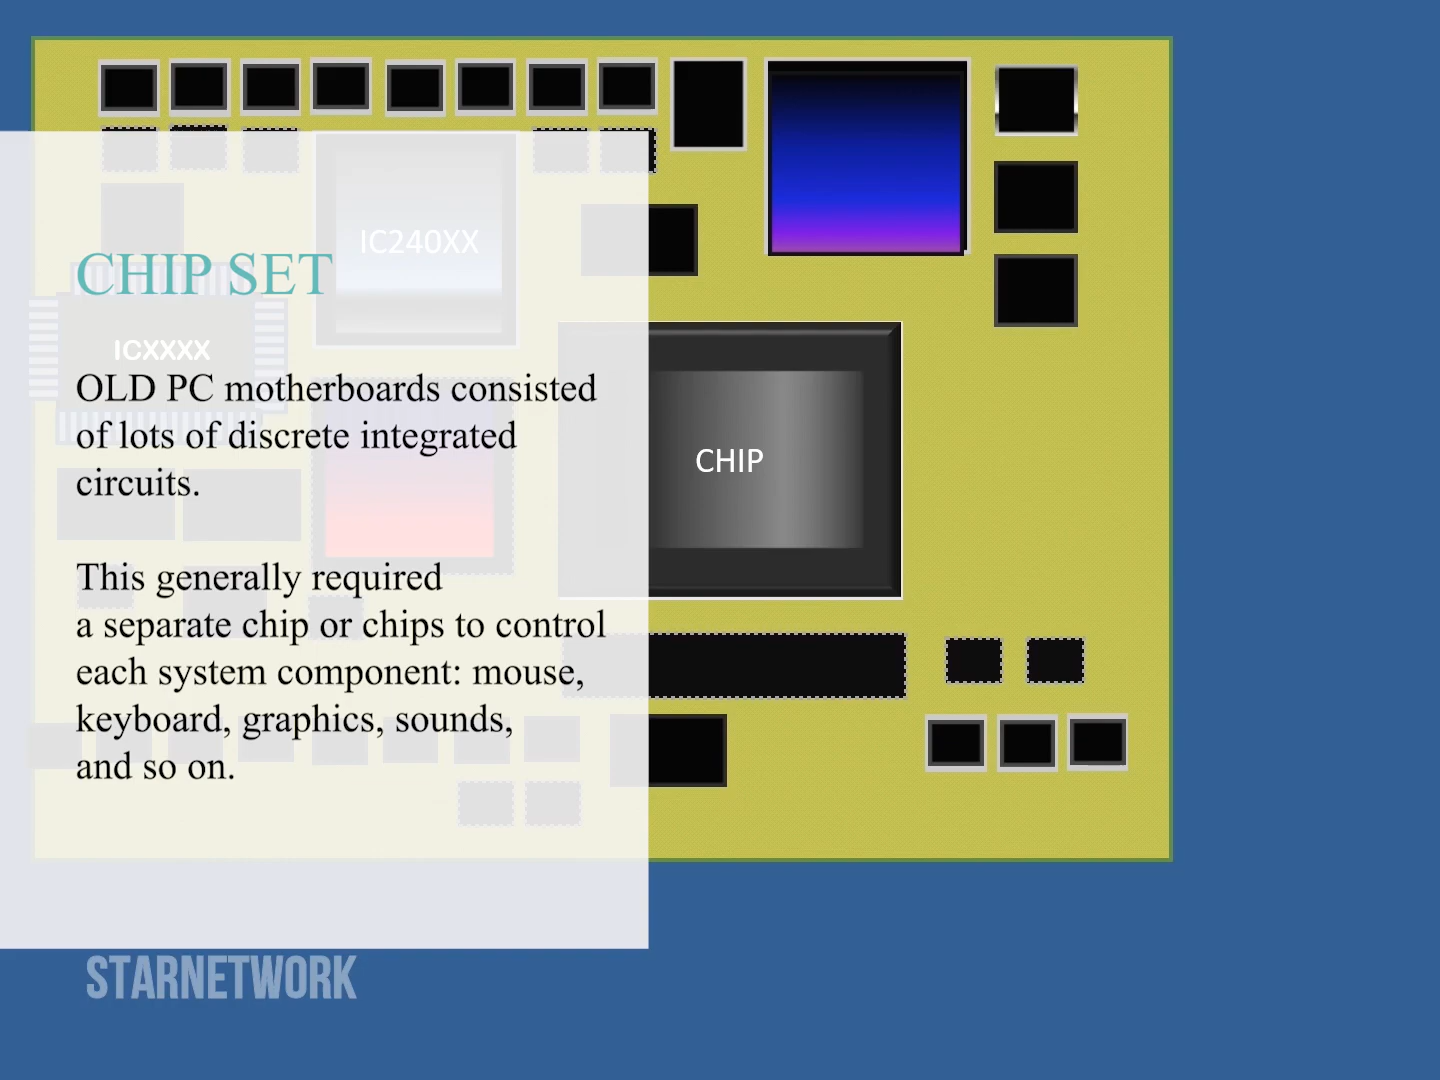 IC240XX
CHIP SET
ICXXXX
OLD PC motherboards consisted
of lots of discrete integrated
circuits.
This generally required
a separate chip or chips to control
each system component: mouse,
keyboard, graphics, sounds,
and so on.
CHIP
STARNETWORK